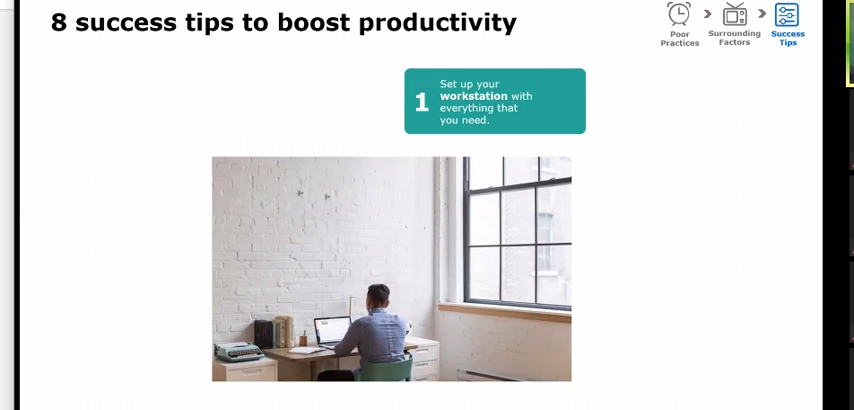 8 success tips to boost productivity
Poor
Practices
Surrounding
Factors
Success
Tips
1
Set up your
workstation with
everything that
you need.